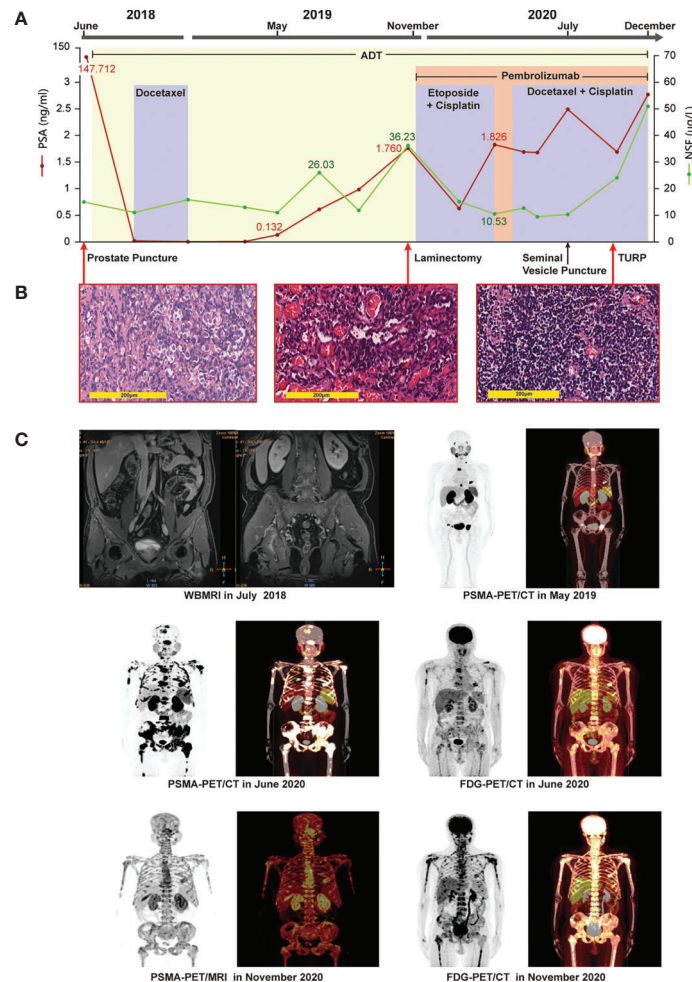 A
2018
2019
2020
June
May
November
July
December
150
3
2.5
2
1.5
1
0.5
0
PSA (ng/ml)
70
60
50
40
30
20
10
0
NSE (μg/L)
ADT
Pembrolizumab
147.712
Docetaxel
Etoposide
+ Cisplatin
Docetaxel + Cisplatin
36.23
1.760
1.826
26.03
0.132
10.53
Prostate Puncture
Laminectomy
Seminal
Vesicle Puncture
TURP
B
200μm
200μm
200μm
C
WBMRI in July 2018
PSMA-PET/CT in May 2019
PSMA-PET/CT in June 2020
FDG-PET/CT in June 2020
PSMA-PET/MRI in November 2020
FDG-PET/CT in November 2020